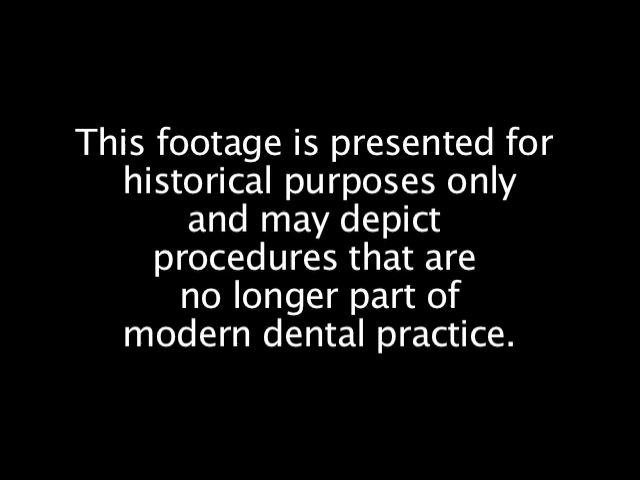 This footage is presented for
historical purposes only
and may depict
procedures that are
no longer part of
modern dental practice.